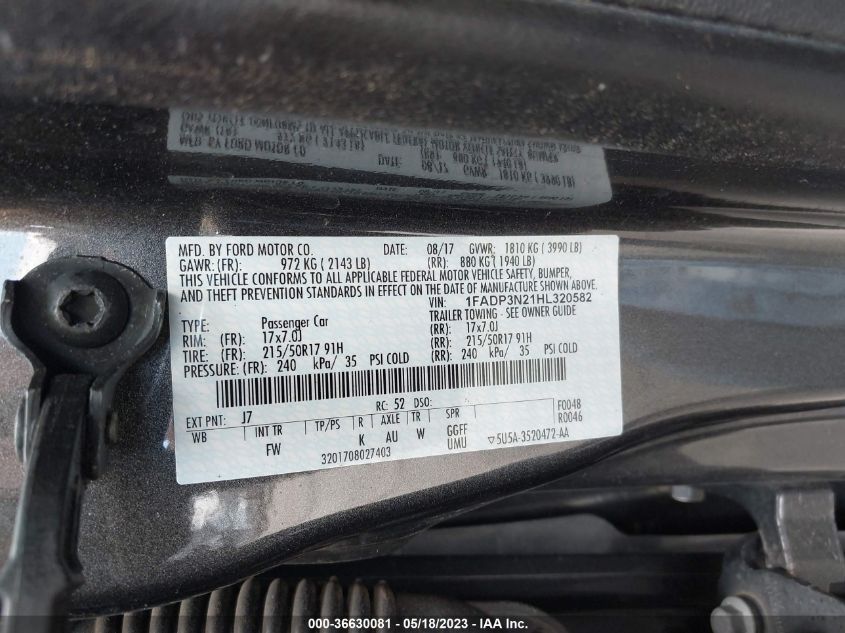 MFD. BY FORD MOTOR CO. DATE: 08/17 GVWR: 1810 KG ( 3990 LB)
GAWR: (FR): 972 KG ( 2143 LB) (RR): 880 KG ( 1940 LB)
THIS VEHICLE CONFORMS TO ALL APPLICABLE FEDERAL MOTOR VEHICLE SAFETY, BUMPER,
AND THEFT PREVENTION STANDARDS IN EFFECT ON THE DATE OF MANUFACTURE SHOWN ABOVE.
VIN: 1FADP3N21HL320582
TYPE: Passenger Car TRAILER TOWING - SEE OWNER GUIDE
RIM: (FR): 17x7.0J (RR): 17x7.0J
TIRE: (FR): 215/50R17 91H (RR): 215/50R17 91H
PRESSURE: (FR): 240 kPa/ 35 PSI COLD (RR): 240 kPa/ 35 PSI COLD
EXT PNT: J7 RC: 52 DSO: F0048
R0046
WB INT TR TP/PS R AXLE TR SPR
FW K AU W GGFF
UMU
3201708027403 ▽5U5A-3520472-AA
000-36630081 - 05/18/2023 - IAA Inc.